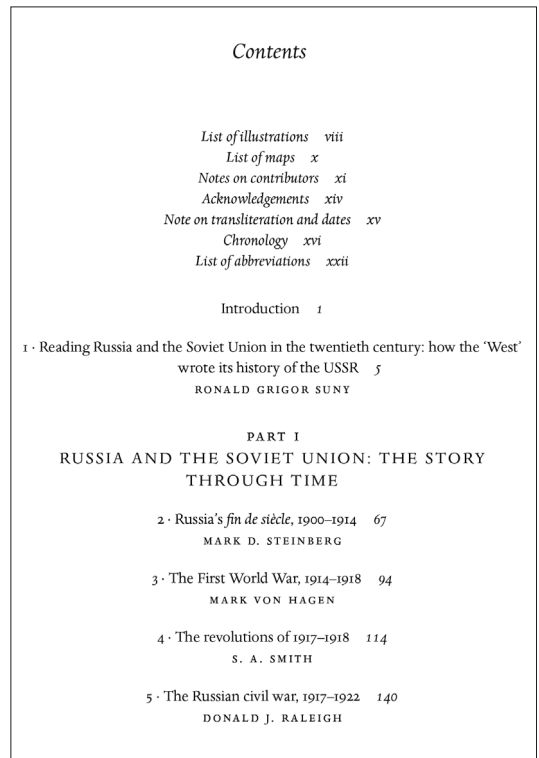 Contents
List of illustrations viii
List of maps x
Notes on contributors xi
Acknowledgements xiv
Note on transliteration and dates xv
Chronology xvi
List of abbreviations xxii
Introduction 1
1 · Reading Russia and the Soviet Union in the twentieth century: how the ‘West’
wrote its history of the USSR 5
RONALD GRIGOR SUNY
PART I
RUSSIA AND THE SOVIET UNION: THE STORY
THROUGH TIME
2 · Russia’s fin de siècle, 1900–1914 67
MARK D. STEINBERG
3 · The First World War, 1914–1918 94
MARK VON HAGEN
4 · The revolutions of 1917–1918 114
S. A. SMITH
5 · The Russian civil war, 1917–1922 140
DONALD J. RALEIGH